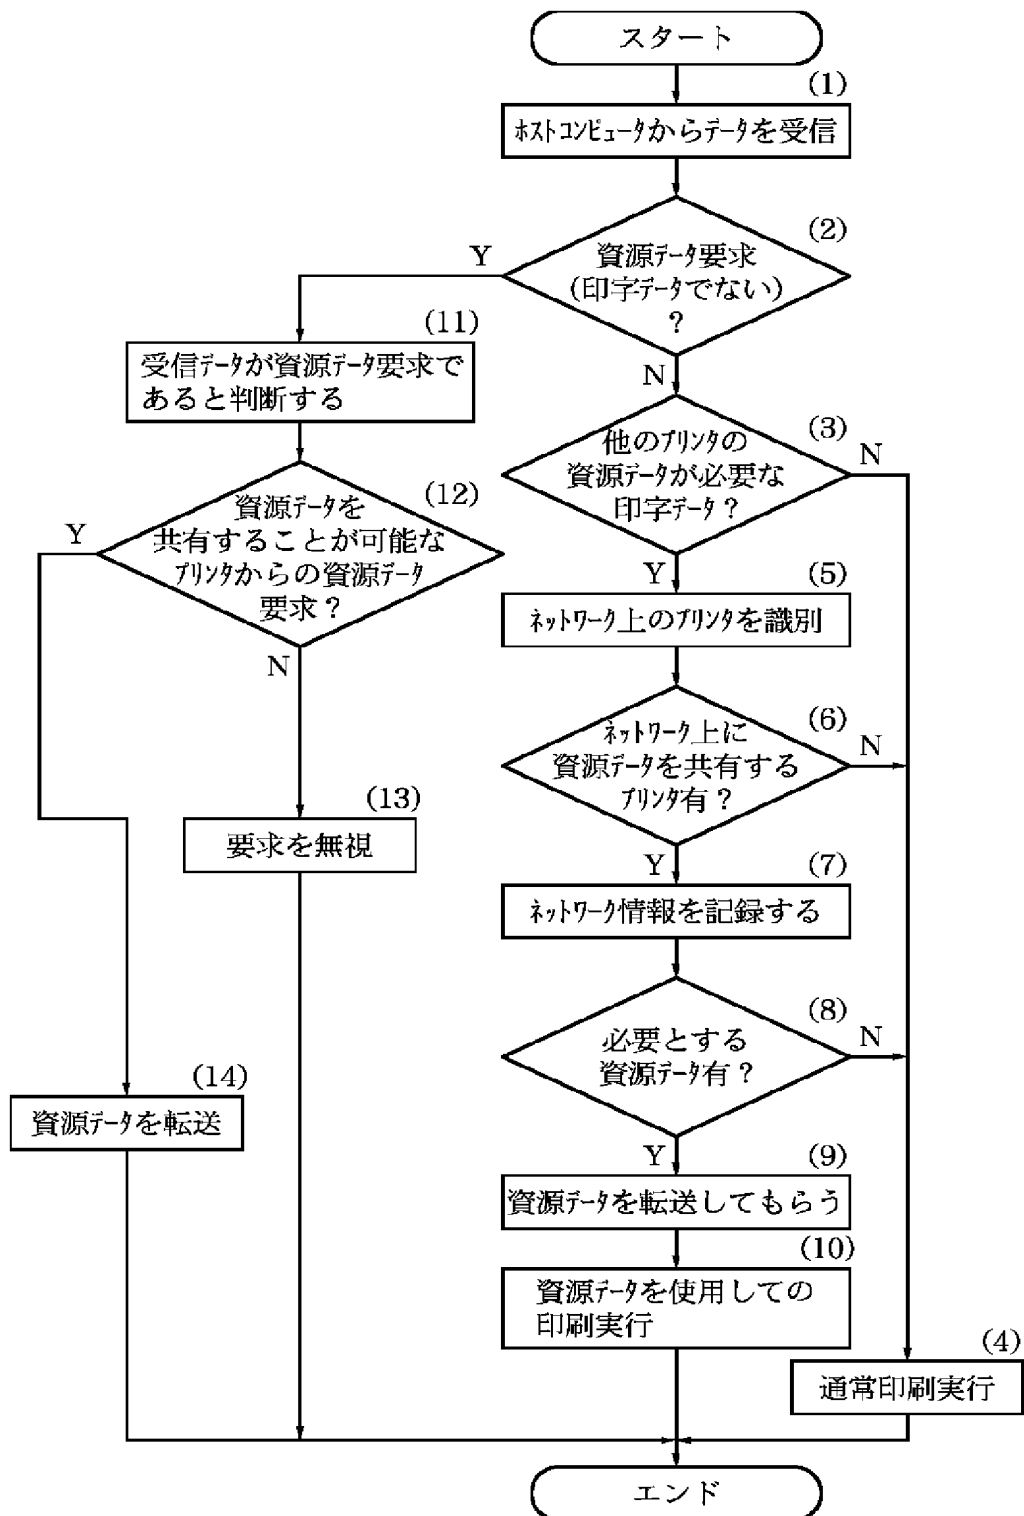 スタート
(1)
ホストコンピュータからデータを受信
(2)
資源データ要求
(印字データでない)
?
Y
N
(11)
受信データが資源データ要求で
あると判断する
(3)
他のプリンタの
資源データが必要な
印字データ?
N
Y
(12)
資源データを
共有することが可能な
プリンタからの資源データ
要求?
Y
N
(5)
ネットワーク上のプリンタを識別
(6)
ネットワーク上に
資源データを共有する
プリンタ有?
N
Y
(13)
要求を無視
(7)
ネットワーク情報を記録する
(8)
必要とする
資源データ有?
N
Y
(14)
資源データを転送
(9)
資源データを転送してもらう
(10)
資源データを使用しての
印刷実行
(4)
通常印刷実行
エンド